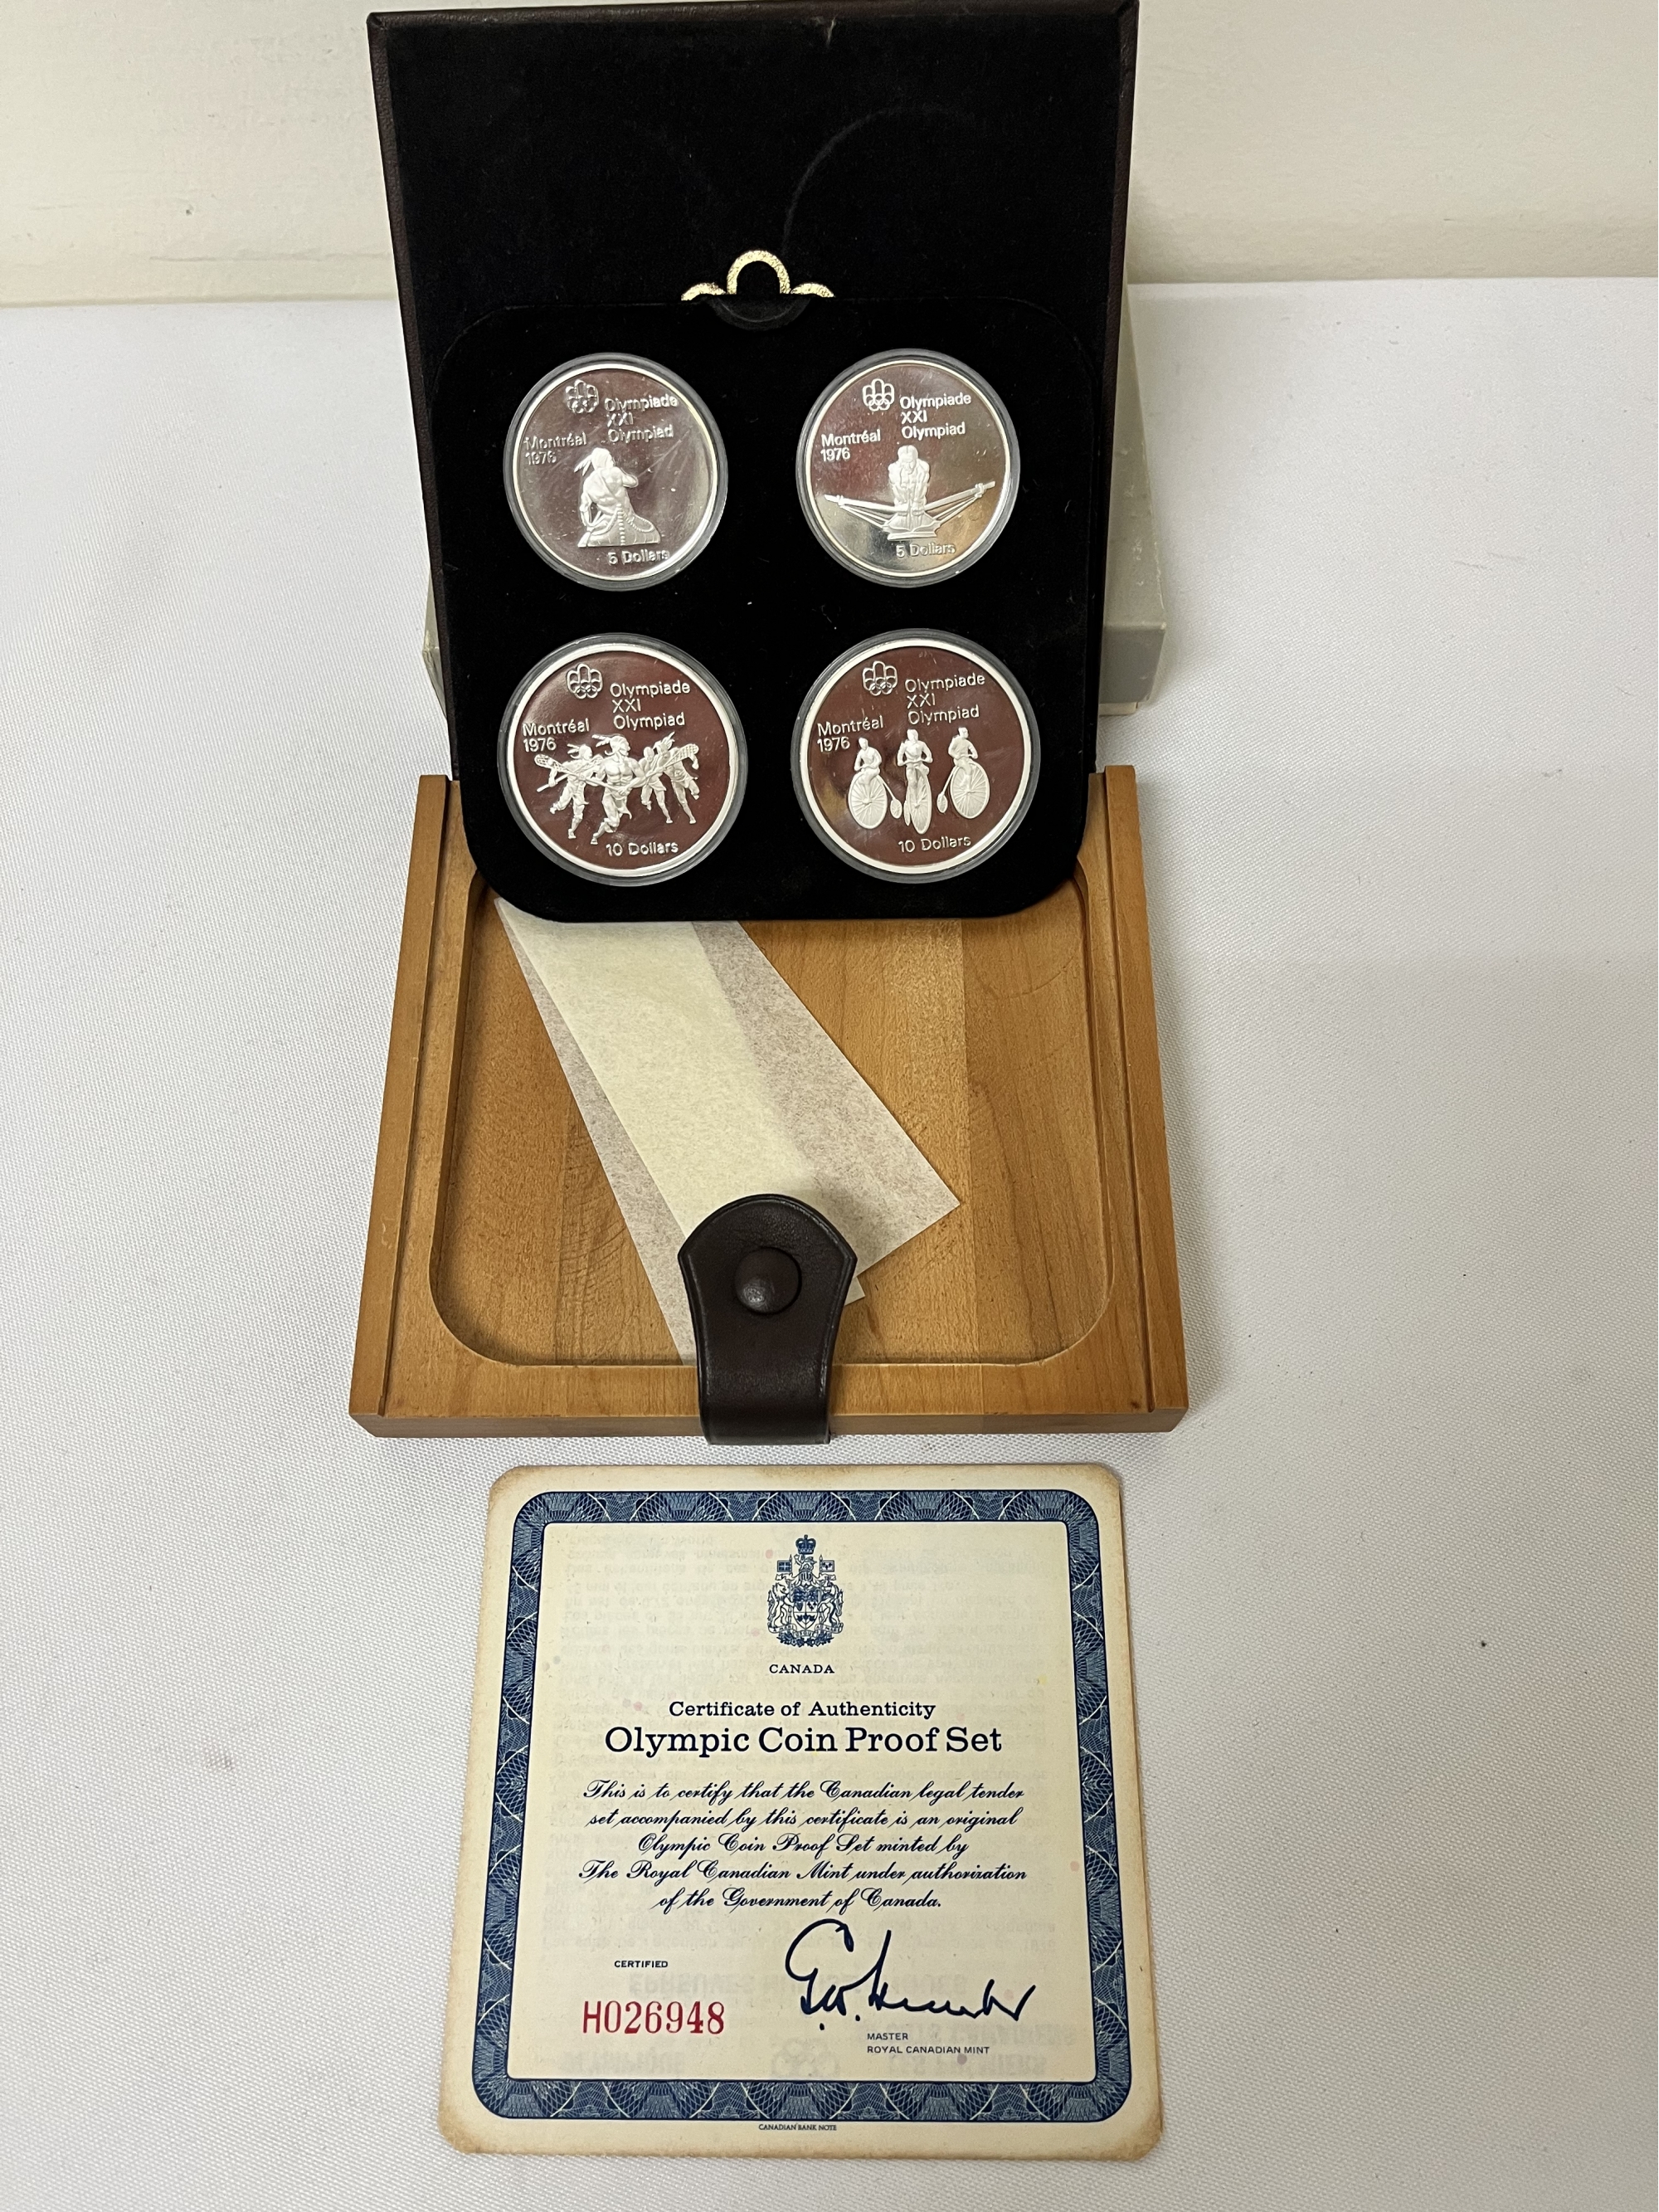 Olympiade
XXI
Montréal Olympiad
1976
5 Dollars
Olympiade
XXI
Montréal Olympiad
1976
5 Dollars
Olympiade
XXI
Montréal Olympiad
1976
10 Dollars
Olympiade
XXI
Montréal Olympiad
1976
10 Dollars
CANADA
Certificate of Authenticity
Olympic Coin Proof Set
This is to certify that the Canadian legal tender
set accompanied by this certificate is an original
Olympic Coin Proof Set minted by
The Royal Canadian Mint under authorization
of the Government of Canada.
CERTIFIED
H026948
MASTER
ROYAL CANADIAN MINT
CANADIAN BANK NOTE